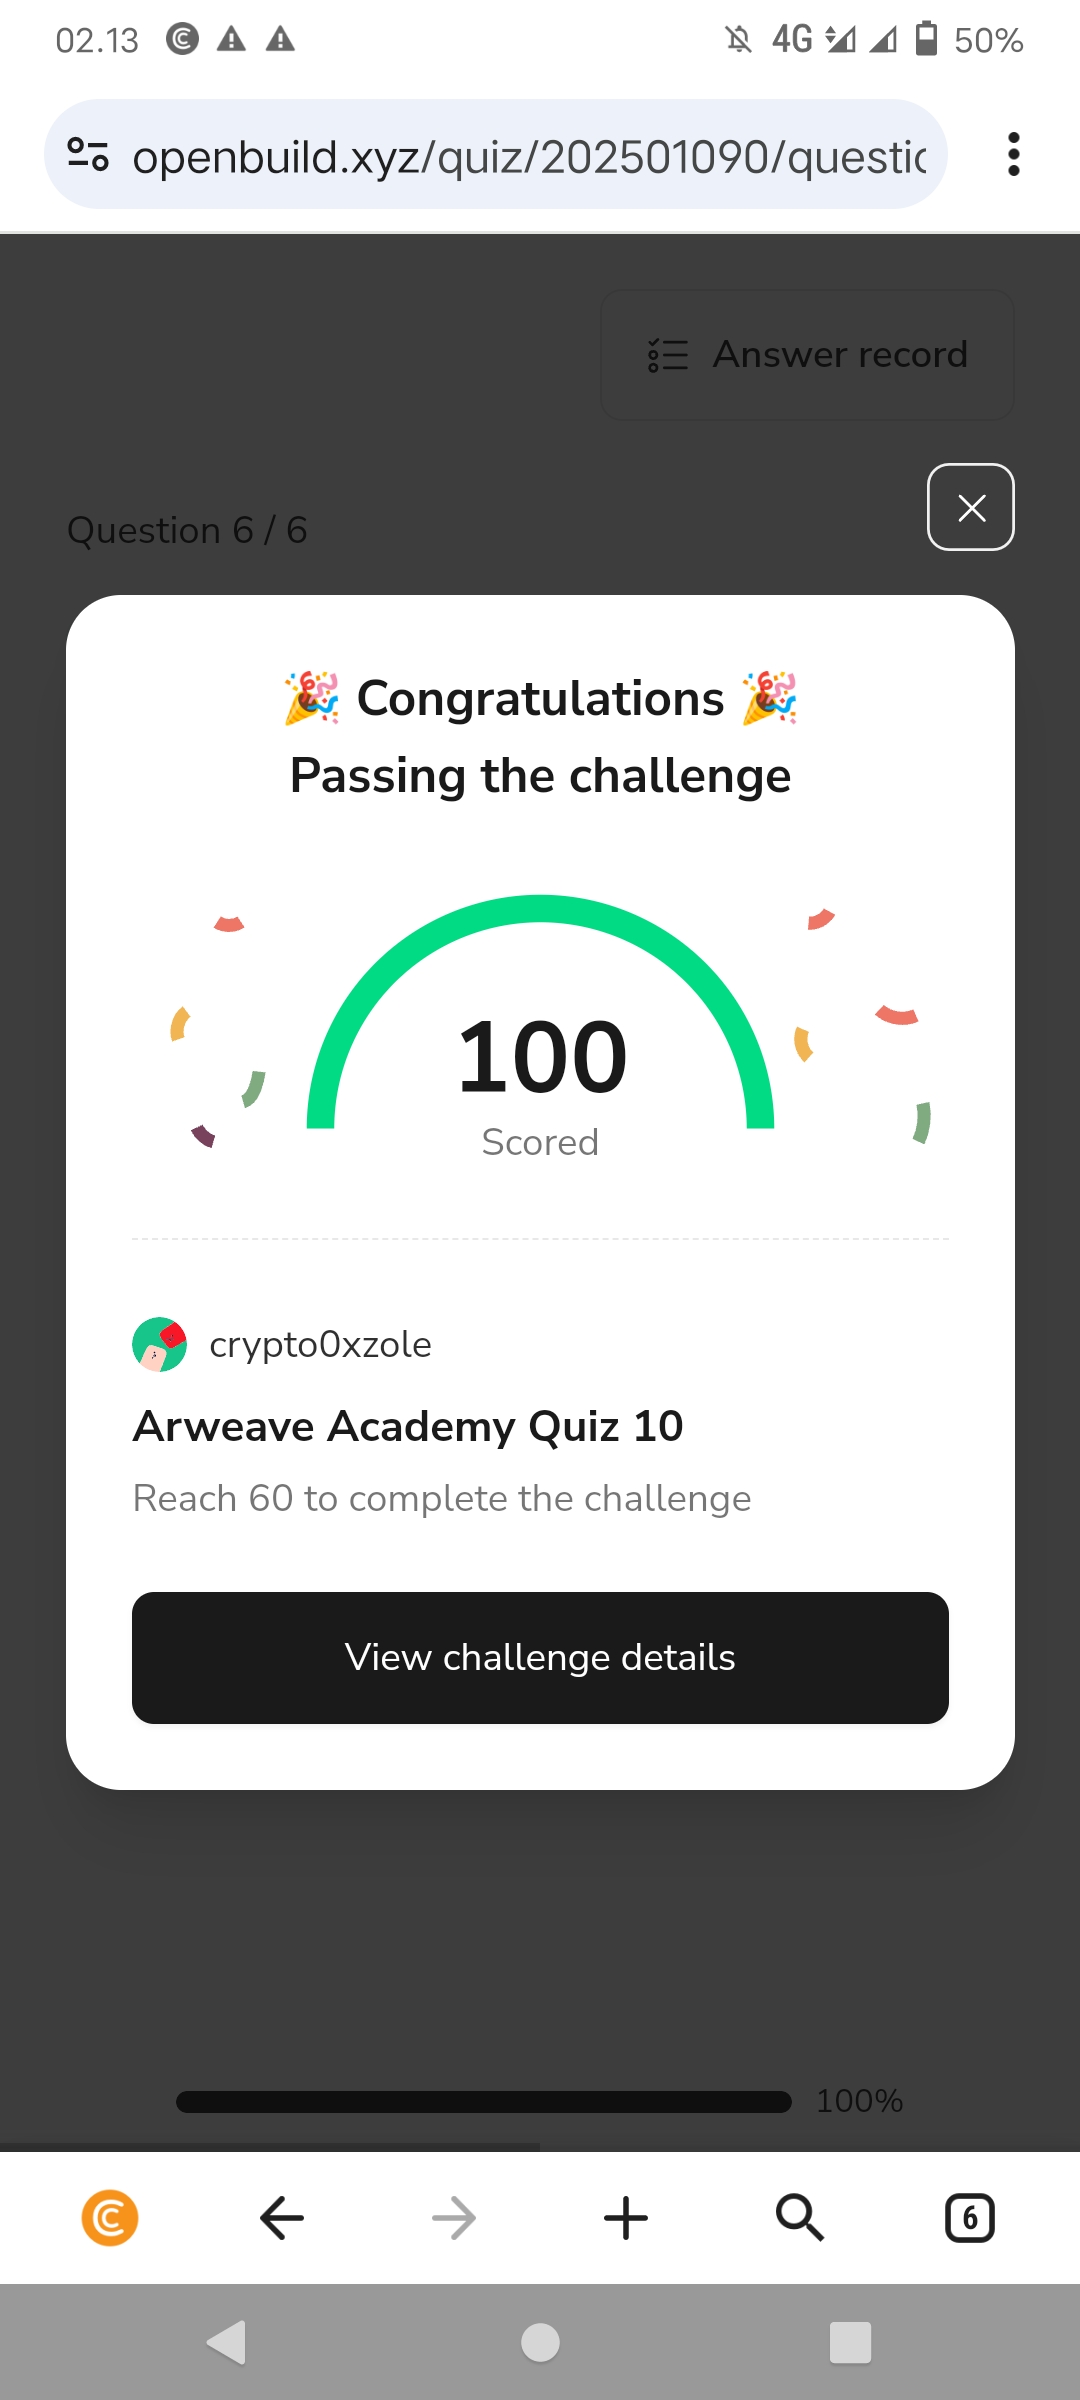 02.13
4G
50%
openbuild.xyz/quiz/202501090/questic
Answer record
Question 6 / 6
🎉 Congratulations 🎉
Passing the challenge
100
Scored
crypto0xzole
Arweave Academy Quiz 10
Reach 60 to complete the challenge
View challenge details
100%
6